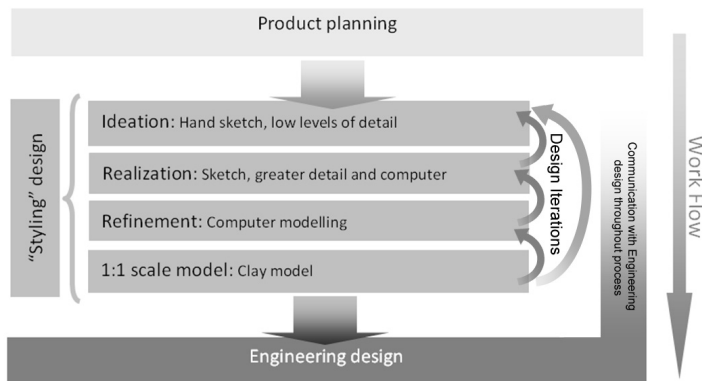 Product planning
"Styling" design
Ideation: Hand sketch, low levels of detail
Realization: Sketch, greater detail and computer
Refinement: Computer modelling
1:1 scale model: Clay model
Design Iterations
Communication with Engineering
design throughout process
Work Flow
Engineering design